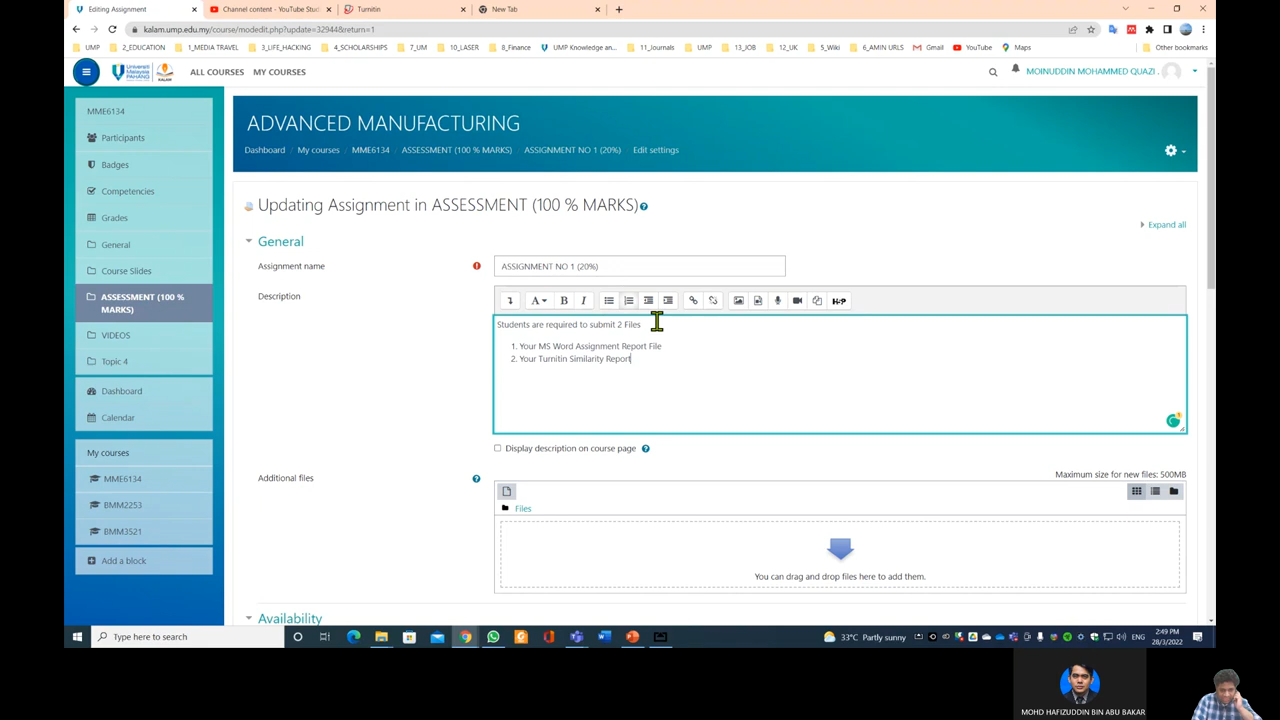 Editing Assignment
Channel content - YouTube Stud
Turnitin
New Tab
kalam.ump.edu.my/course/modedit.php?update=32944&return=1
UMP
2_EDUCATION
1_MEDIA TRAVEL
3_LIFE_HACKING
4_SCHOLARSHIPS
7_UM
10_LASER
8_Finance
UMP Knowledge an...
11_Journals
UMP
13_JOB
12_UK
5_Wiki
6_AMIN URLS
Gmail
YouTube
Maps
Other bookmarks
Universiti Malaysia PAHANG
KALAM
ALL COURSES
MY COURSES
MOINUDDIN MOHAMMED QUAZI .
MME6134
Participants
Badges
Competencies
Grades
General
Course Slides
ASSESSMENT (100 %
MARKS)
VIDEOS
Topic 4
Dashboard
Calendar
My courses
MME6134
BMM2253
BMM3521
Add a block
ADVANCED MANUFACTURING
Dashboard / My courses / MME6134 / ASSESSMENT (100 % MARKS) / ASSIGNMENT NO 1 (20%) / Edit settings
Updating Assignment in ASSESSMENT (100 % MARKS)
Expand all
General
Assignment name
ASSIGNMENT NO 1 (20%)
Description
A B I
H-P
Students are required to submit 2 Files
1. Your MS Word Assignment Report File
2. Your Turnitin Similarity Report
Display description on course page
Additional files
Maximum size for new files: 500MB
Files
You can drag and drop files here to add them.
Availability
Type here to search
33°C Partly sunny
ENG
2:49 PM
28/3/2022
MOHD HAFIZUDDIN BIN ABU BAKAR